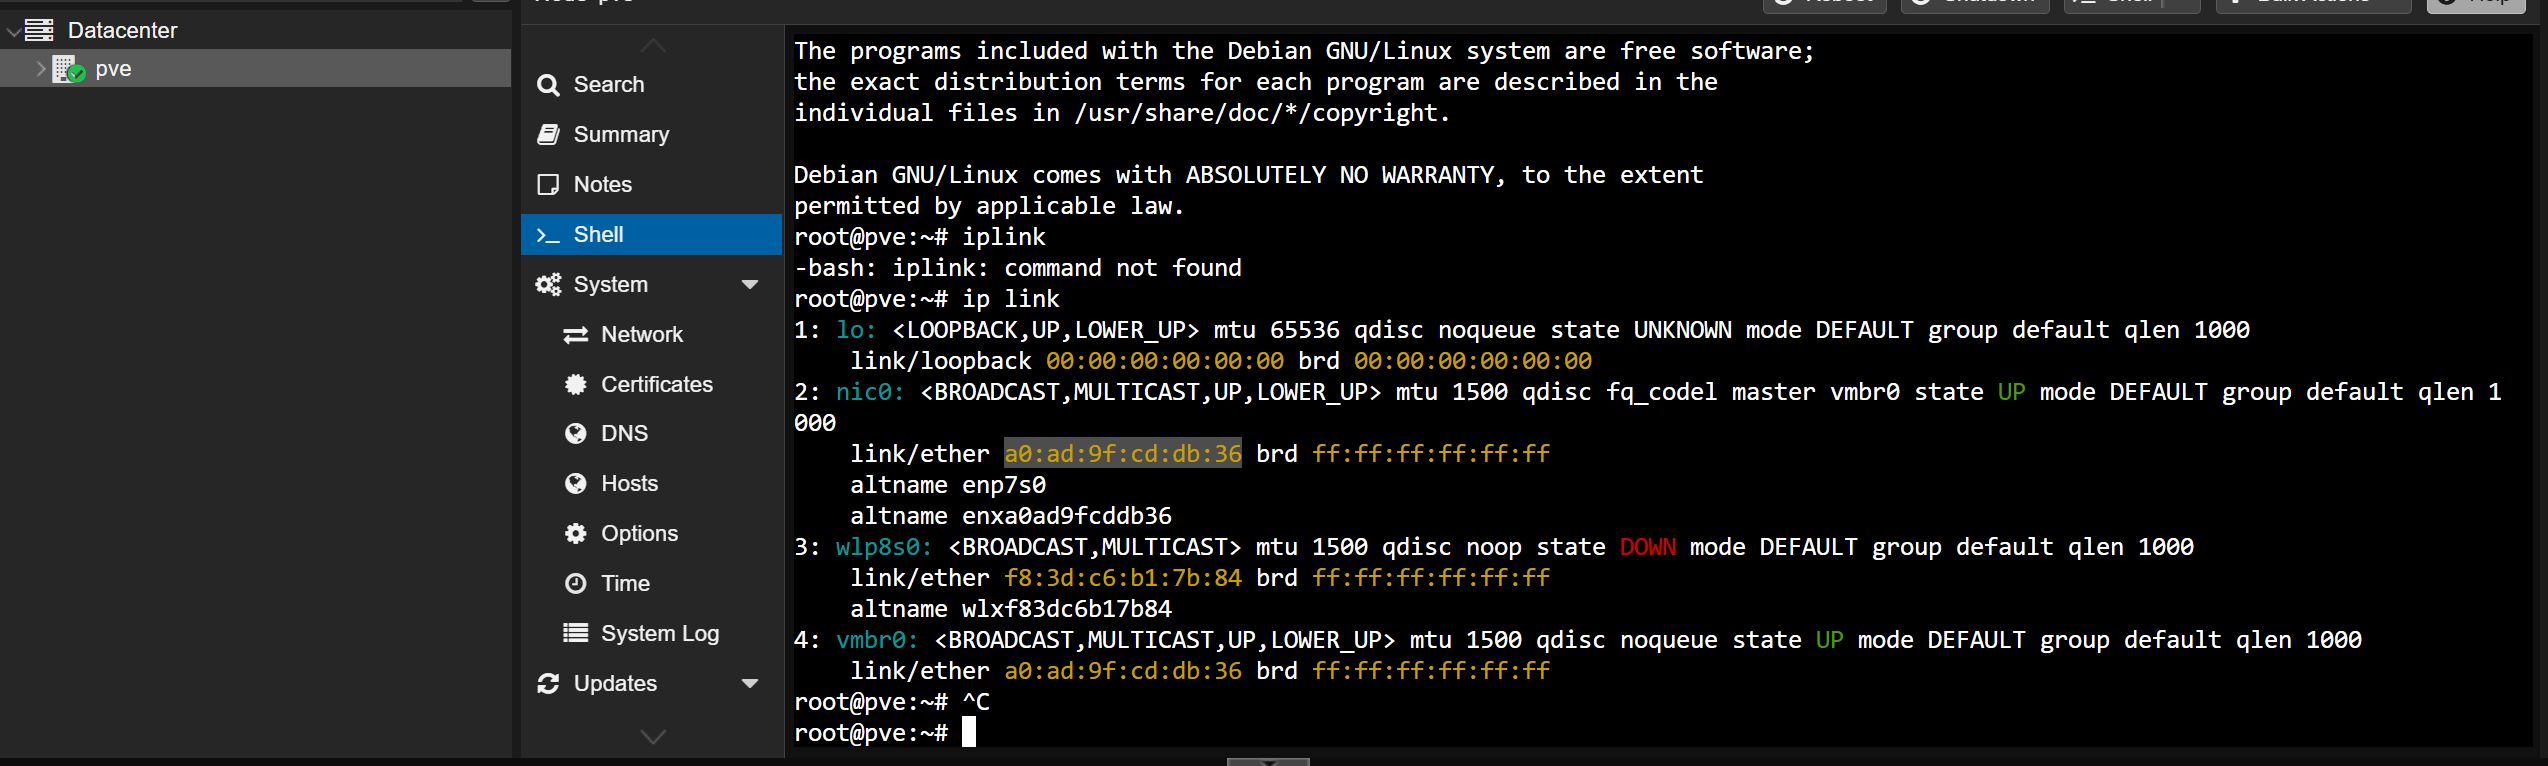 Datacenter
pve
Search
Summary
Notes
Shell
System
Network
Certificates
DNS
Hosts
Options
Time
System Log
Updates
The programs included with the Debian GNU/Linux system are free software;
the exact distribution terms for each program are described in the
individual files in /usr/share/doc/*/copyright.
Debian GNU/Linux comes with ABSOLUTELY NO WARRANTY, to the extent
permitted by applicable law.
root@pve:~# iplink
-bash: iplink: command not found
root@pve:~# ip link
1: lo: <LOOPBACK,UP,LOWER_UP> mtu 65536 qdisc noqueue state UNKNOWN mode DEFAULT group default qlen 1000
link/loopback 00:00:00:00:00:00 brd 00:00:00:00:00:00
2: nic0: <BROADCAST,MULTICAST,UP,LOWER_UP> mtu 1500 qdisc fq_codel master vmbr0 state UP mode DEFAULT group default qlen 1
000
link/ether a0:ad:9f:cd:db:36 brd ff:ff:ff:ff:ff:ff
altname enp7s0
altname enxa0ad9fcddb36
3: wlp8s0: <BROADCAST,MULTICAST> mtu 1500 qdisc noop state DOWN mode DEFAULT group default qlen 1000
link/ether f8:3d:c6:b1:7b:84 brd ff:ff:ff:ff:ff:ff
altname wlxf83dc6b17b84
4: vmbr0: <BROADCAST,MULTICAST,UP,LOWER_UP> mtu 1500 qdisc noqueue state UP mode DEFAULT group default qlen 1000
link/ether a0:ad:9f:cd:db:36 brd ff:ff:ff:ff:ff:ff
root@pve:~# ^C
root@pve:~#